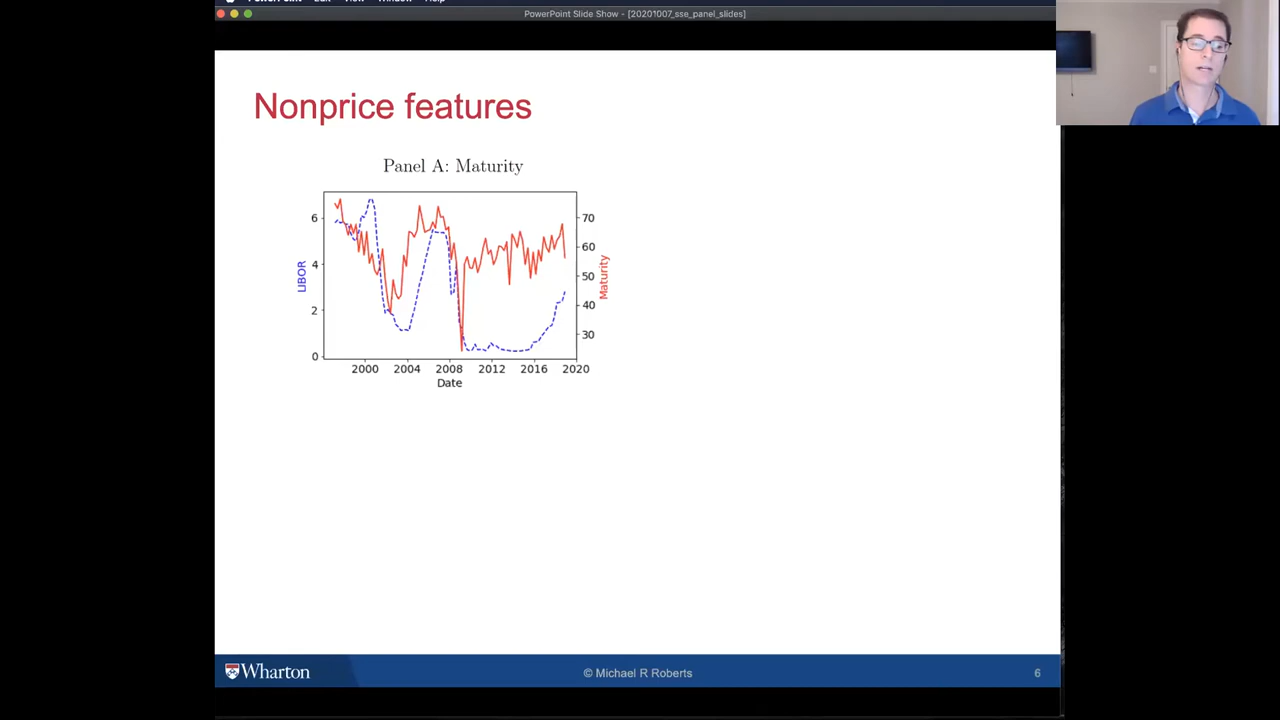 PowerPoint Slide Show - [20201007_sse_panel_slides]
Nonprice features
Panel A: Maturity
6
4
2
0
LIBOR
70
60
50
40
30
Maturity
2000 2004 2008 2012 2016 2020
Date
Wharton
© Michael R Roberts
6